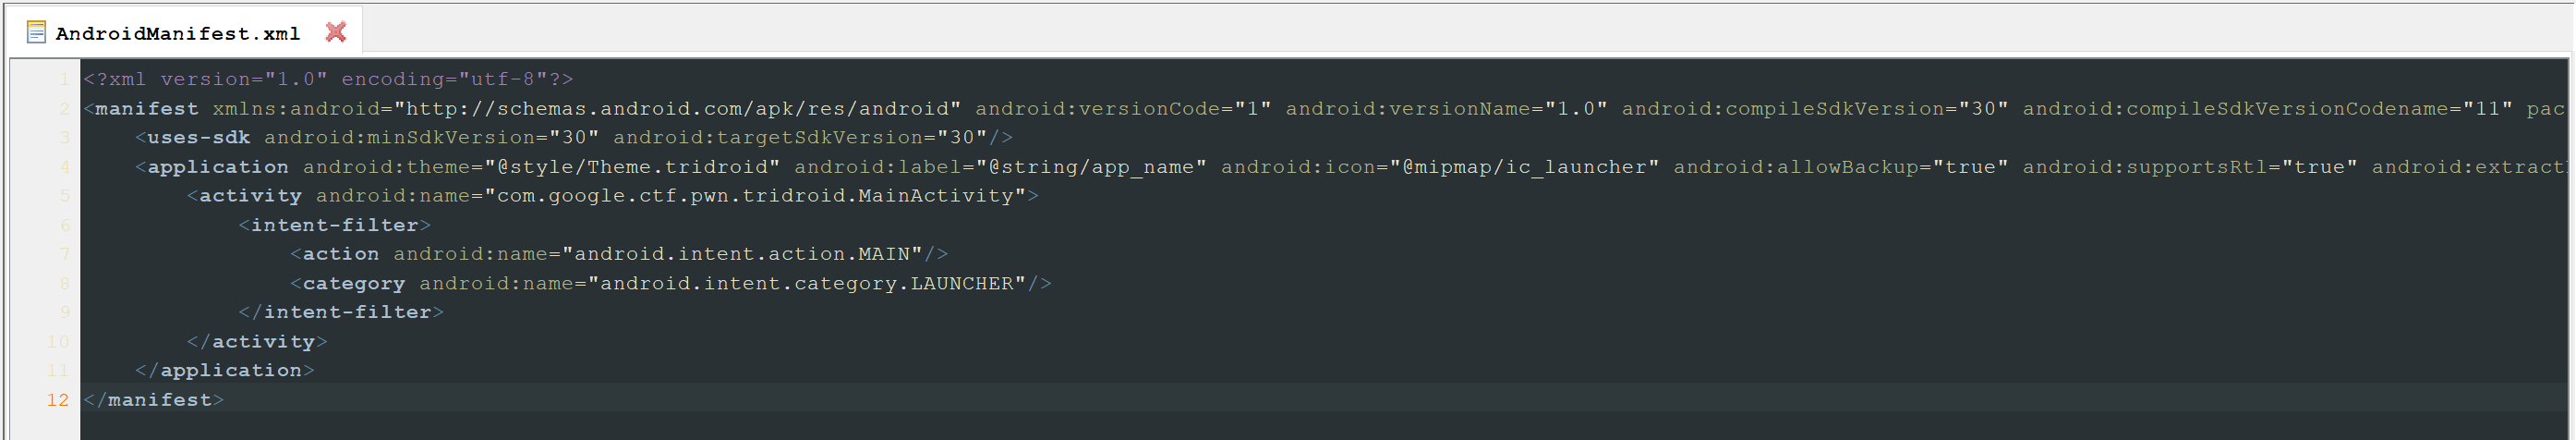 AndroidManifest.xml
1 <?xml version="1.0" encoding="utf-8"?>
2 <manifest xmlns:android="http://schemas.android.com/apk/res/android" android:versionCode="1" android:versionName="1.0" android:compileSdkVersion="30" android:compileSdkVersionCodename="11" pac
3     <uses-sdk android:minSdkVersion="30" android:targetSdkVersion="30"/>
4     <application android:theme="@style/Theme.tridroid" android:label="@string/app_name" android:icon="@mipmap/ic_launcher" android:allowBackup="true" android:supportsRtl="true" android:extract
5         <activity android:name="com.google.ctf.pwn.tridroid.MainActivity">
6             <intent-filter>
7                 <action android:name="android.intent.action.MAIN"/>
8                 <category android:name="android.intent.category.LAUNCHER"/>
9             </intent-filter>
10         </activity>
11     </application>
12 </manifest>